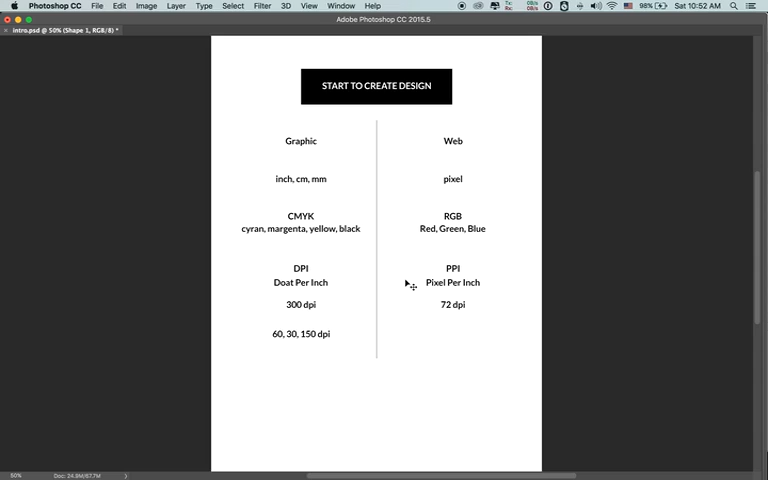 Photoshop CC File Edit Image Layer Type Select Filter 3D View Window Help 98% Sat 10:52 AM
Adobe Photoshop CC 2015.5
intro.psd @ 50% (Shape 1, RGB/8) *
START TO CREATE DESIGN
Graphic Web
inch, cm, mm pixel
CMYK RGB
cyran, margenta, yellow, black Red, Green, Blue
DPI PPI
Doat Per Inch Pixel Per Inch
300 dpi 72 dpi
60, 30, 150 dpi
50% Doc: 24.9M/67.7M